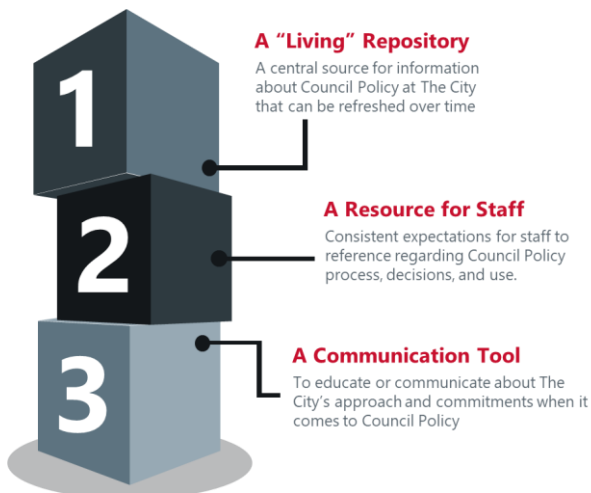 1
A “Living” Repository
A central source for information
about Council Policy at The City
that can be refreshed over time
2
A Resource for Staff
Consistent expectations for staff to
reference regarding Council Policy
process, decisions, and use.
3
A Communication Tool
To educate or communicate about The
City’s approach and commitments when it
comes to Council Policy